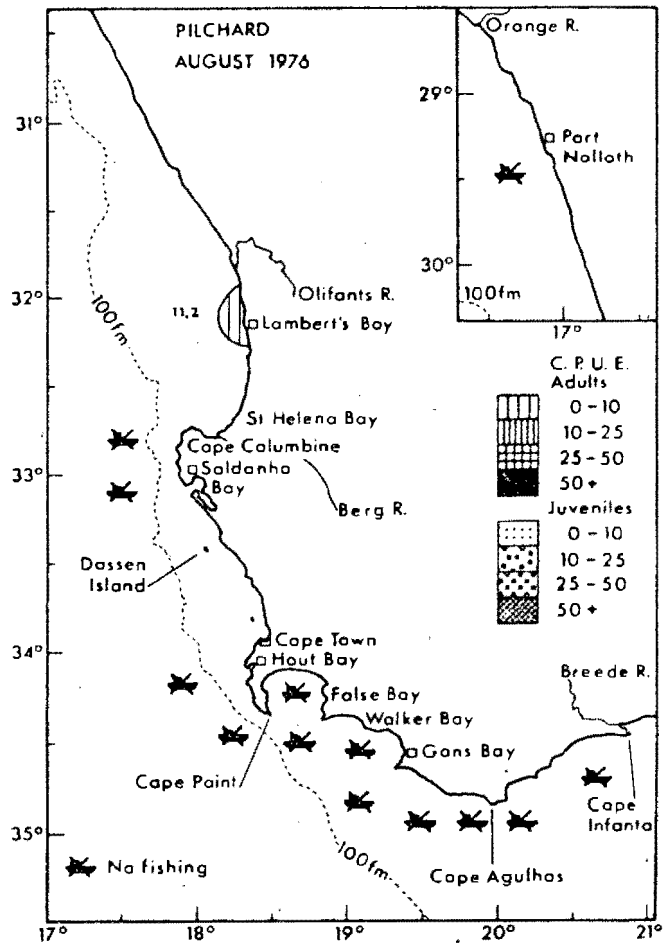 PILCHARD
AUGUST 1976
Orange R.
29°
Port
Nolloth
30°
100fm
17°
31°
32°
33°
34°
35°
100fm
11,2
Olifants R.
Lambert's Bay
C. P. U. E.
Adults
0-10
10-25
25-50
50+
Juveniles
0-10
10-25
25-50
50+
St Helena Bay
Cape Columbine
Saldanha
Bay
Berg R.
Dassen
Island
Cape Town
Hout Bay
False Bay
Walker Bay
Gans Bay
Breede R.
Cape Point
Cape
Infanta
Cape Agulhas
100fm
No fishing
17°
18°
19°
20°
21°